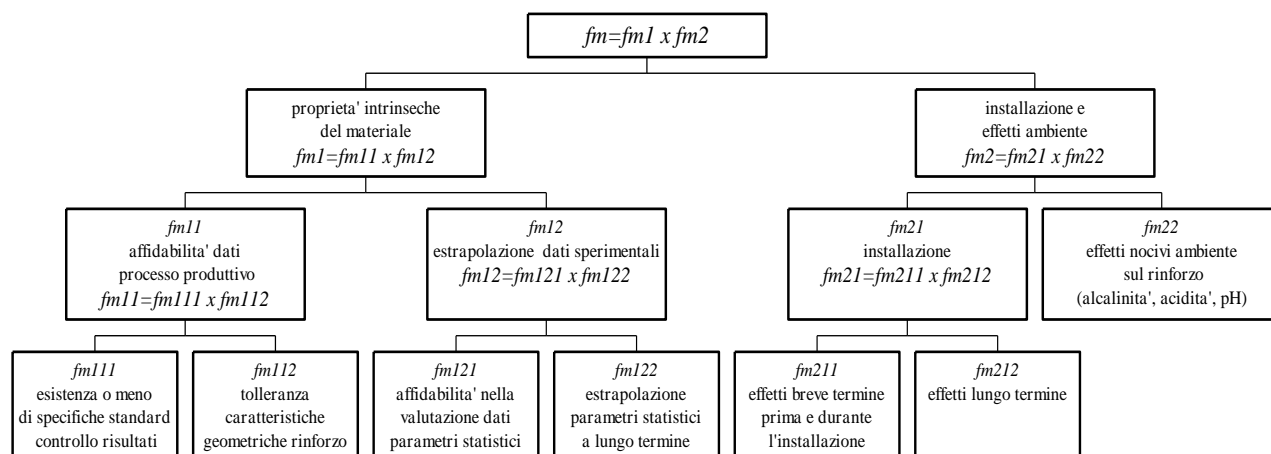 fm=fm1 x fm2
proprieta' intrinseche
del materiale
fm1=fm11 x fm12
installazione e
effetti ambiente
fm2=fm21 x fm22
fm11
affidabilita' dati
processo produttivo
fm11=fm111 x fm112
fm12
estrapolazione dati sperimentali
fm12=fm121 x fm122
fm21
installazione
fm21=fm211 x fm212
fm22
effetti nocivi ambiente
sul rinforzo
(alcalinita', acidita', pH)
fm111
esistenza o meno
di specifiche standard
controllo risultati
fm112
tolleranza
caratteristiche
geometriche rinforzo
fm121
affidabilita' nella
valutazione dati
parametri statistici
fm122
estrapolazione
parametri statistici
a lungo termine
fm211
effetti breve termine
prima e durante
l'installazione
fm212
effetti lungo termine